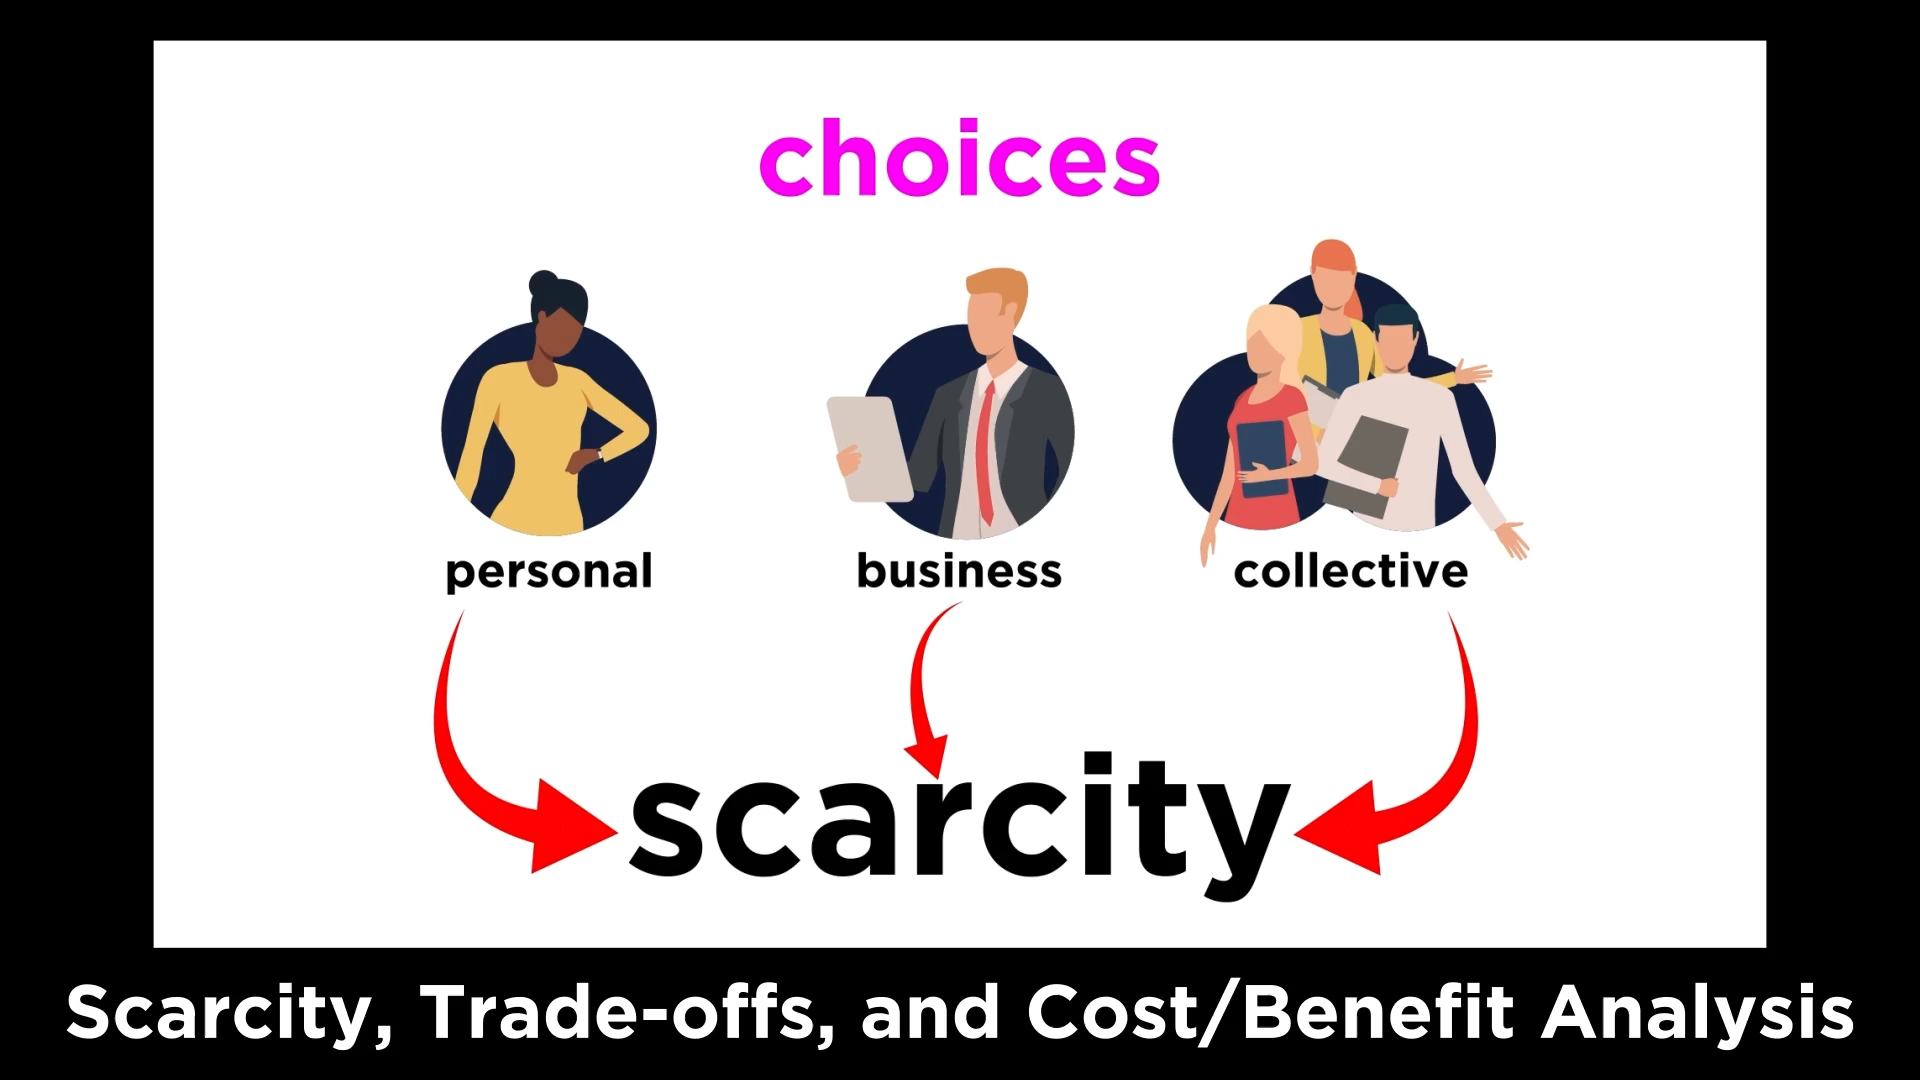 choices
personal
business
collective
scarcity
Scarcity, Trade-offs, and Cost/Benefit Analysis